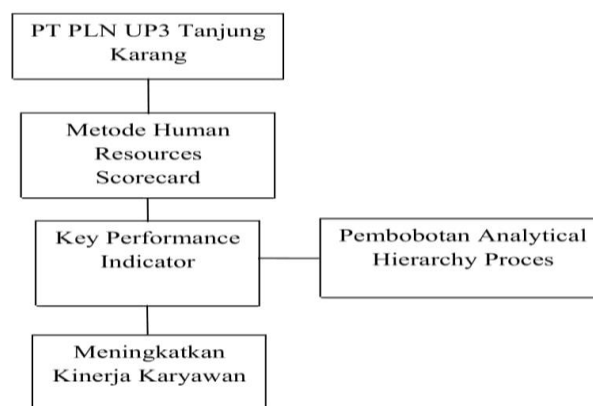 PT PLN UP3 Tanjung
Karang
Metode Human
Resources
Scorecard
Key Performance
Indicator
Pembobotan Analytical
Hierarchy Proces
Meningkatkan
Kinerja Karyawan